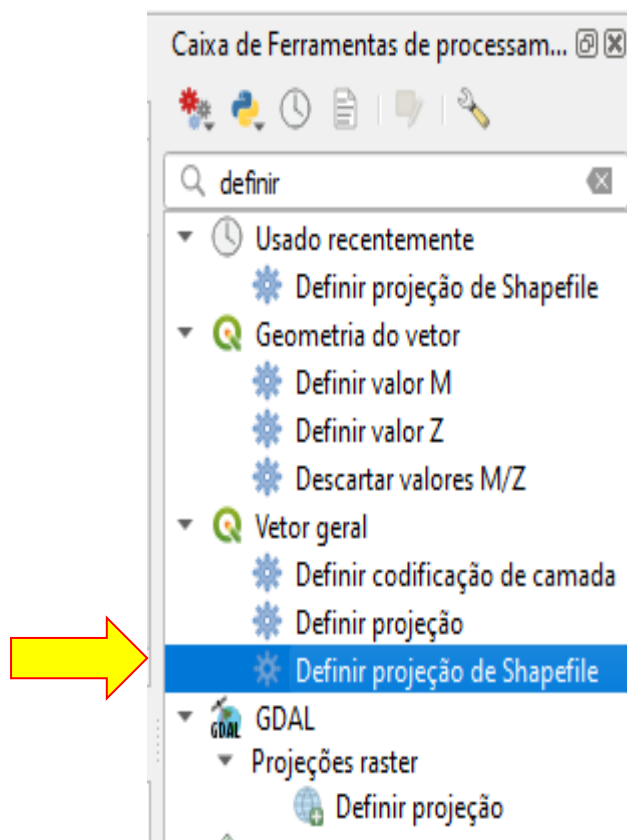 Caixa de Ferramentas de processam...
definir
Usado recentemente
Definir projeção de Shapefile
Geometria do vetor
Definir valor M
Definir valor Z
Descartar valores M/Z
Vetor geral
Definir codificação de camada
Definir projeção
Definir projeção de Shapefile
GDAL GDAL
Projeções raster
Definir projeção